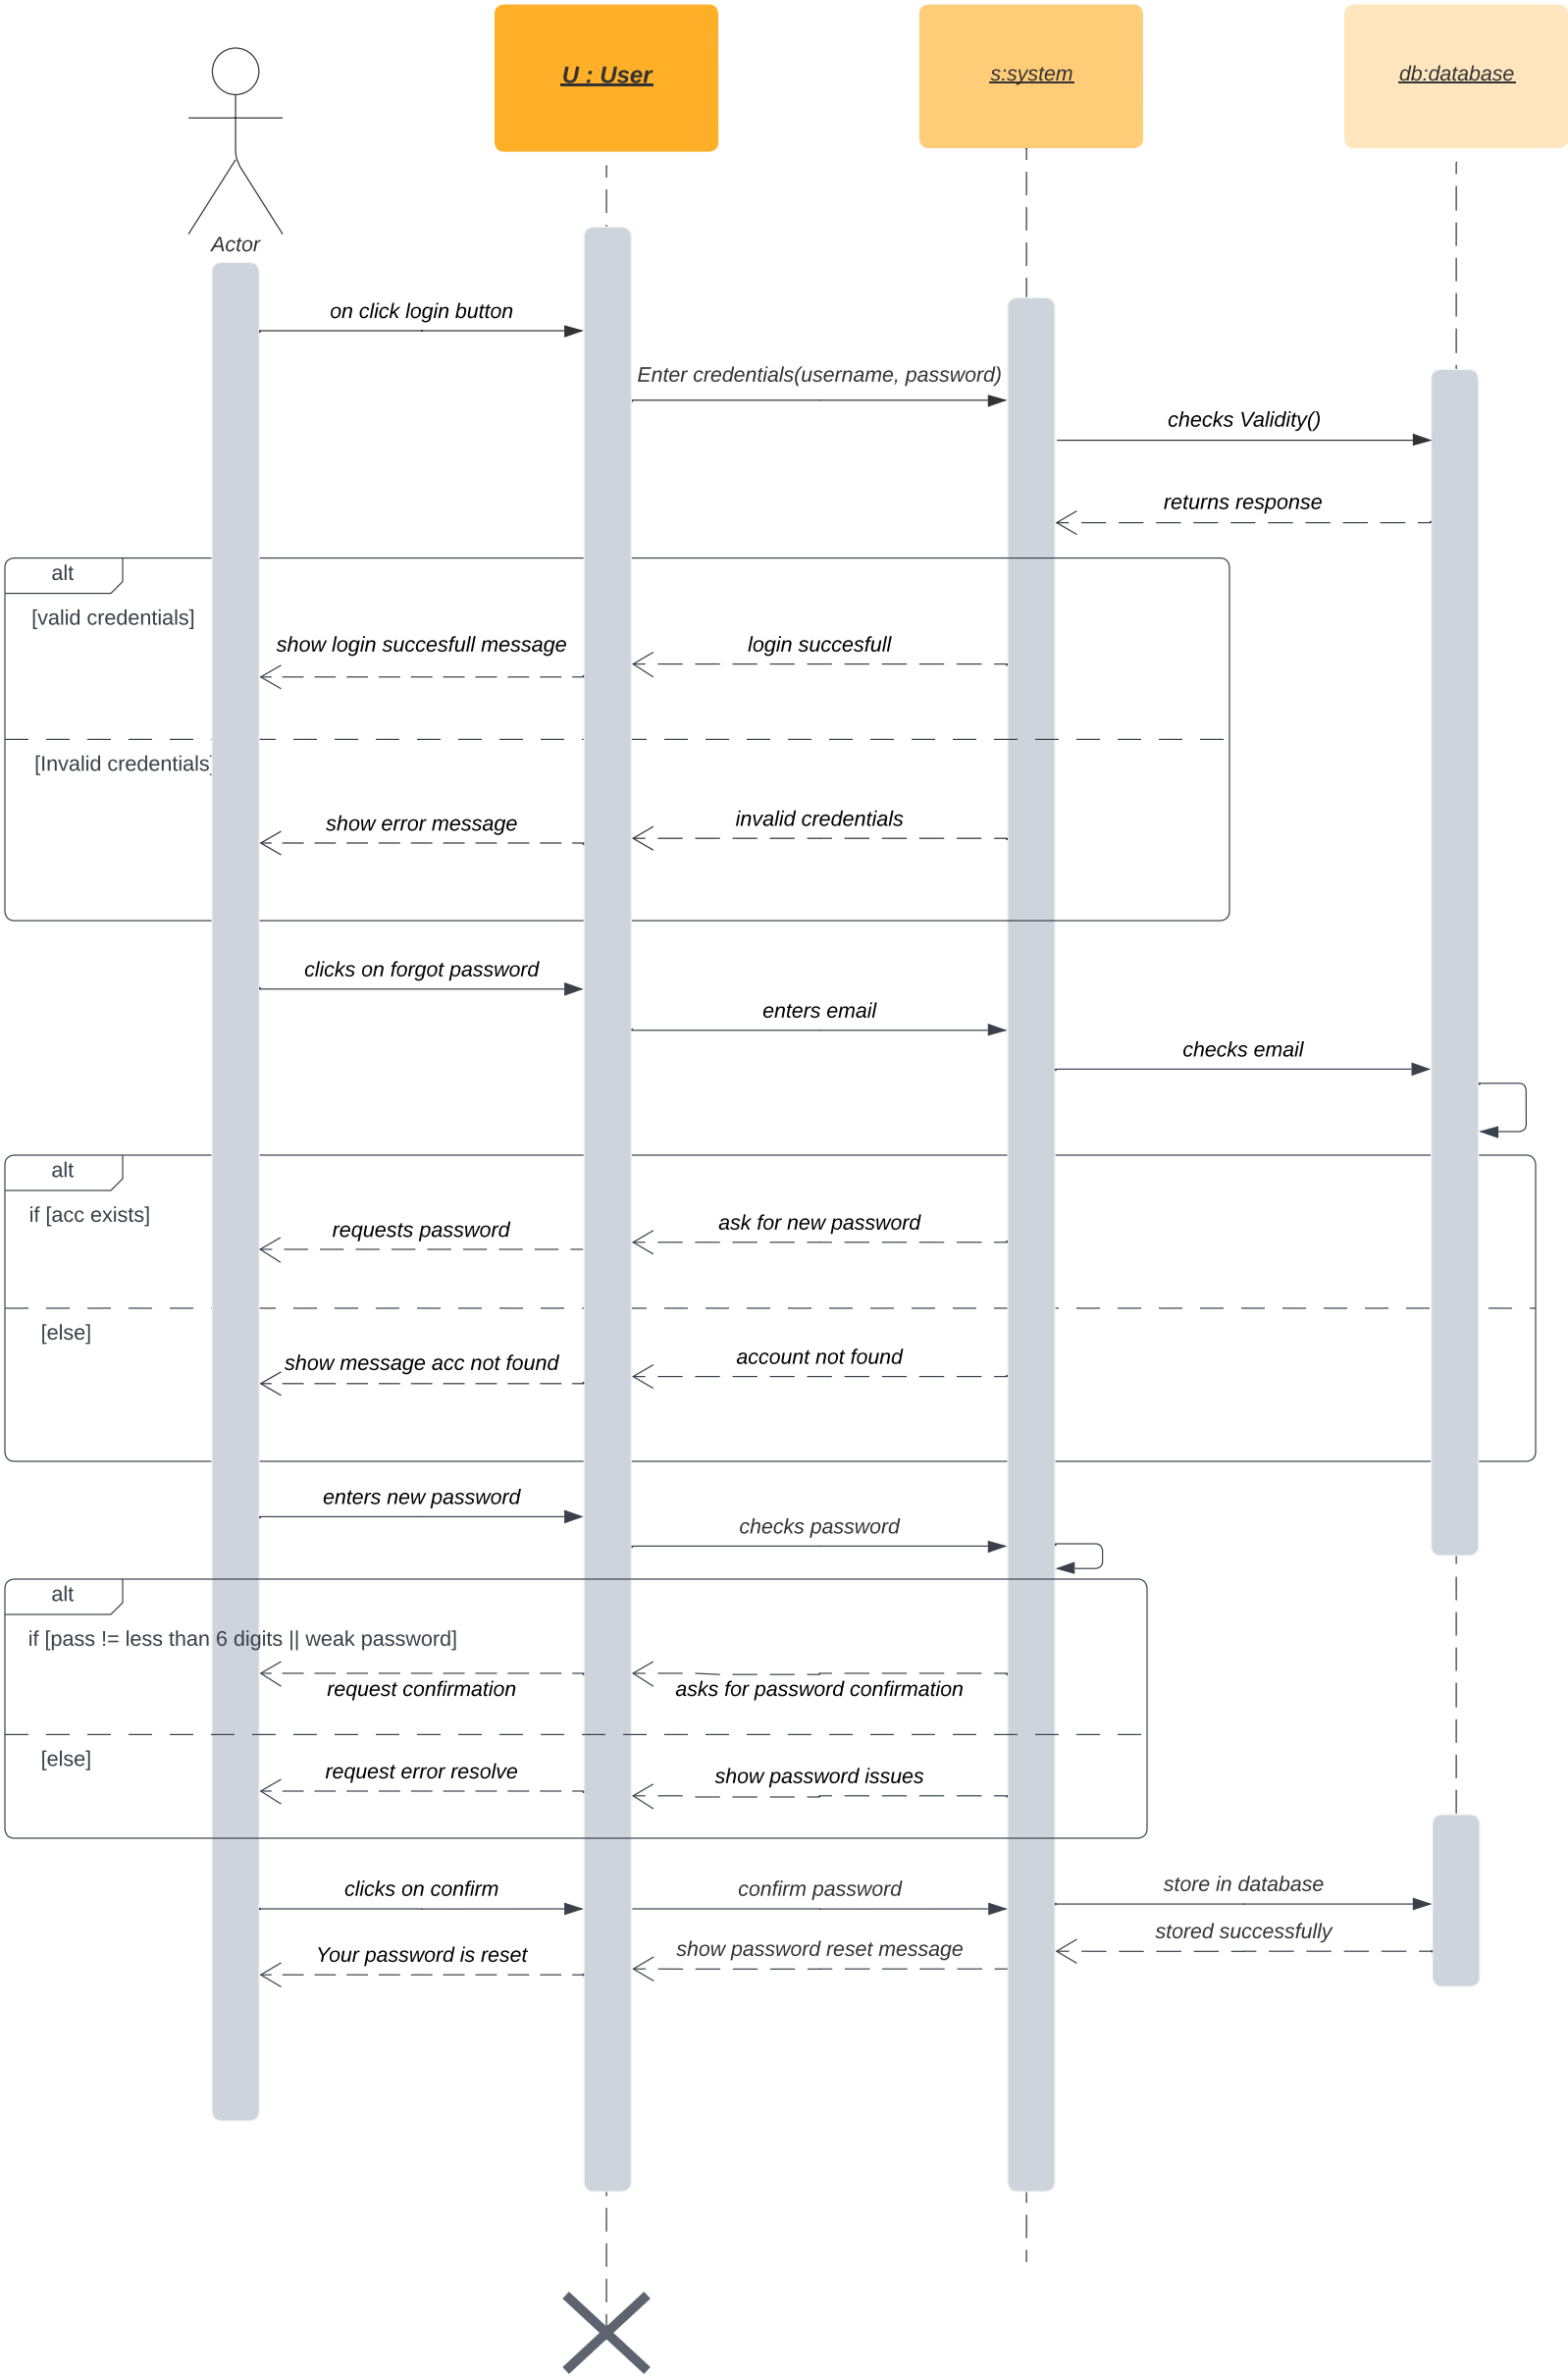 U : User
s:system
db:database
Actor
on click login button
Enter credentials(username, password)
checks Validity()
returns response
alt
[valid credentials]
show login succesfull message
login succesfull
[Invalid credentials]
show error message
invalid credentials
clicks on forgot password
enters email
checks email
alt
if [acc exists]
requests password
ask for new password
[else]
show message acc not found
account not found
enters new password
checks password
alt
if [pass != less than 6 digits || weak password]
request confirmation
asks for password confirmation
[else]
request error resolve
show password issues
clicks on confirm
confirm password
store in database
stored successfully
Your password is reset
show password reset message